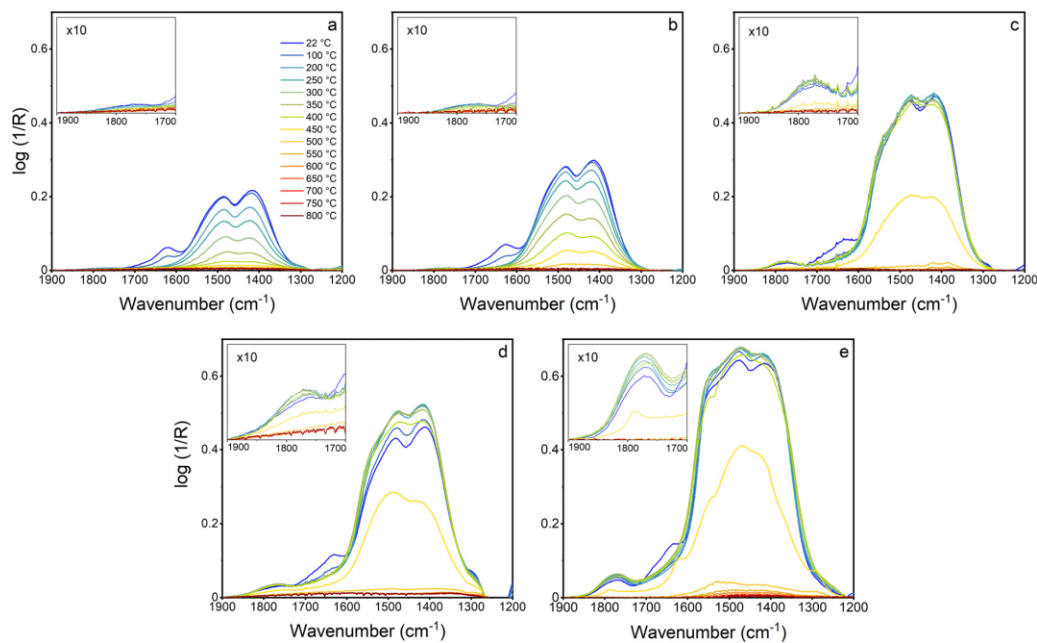 a
x10
1900 1800 1700
22 °C
100 °C
200 °C
250 °C
300 °C
350 °C
400 °C
450 °C
500 °C
550 °C
600 °C
650 °C
700 °C
750 °C
800 °C
log (1/R)
0.6
0.4
0.2
0
1900 1800 1700 1600 1500 1400 1300 1200
Wavenumber (cm⁻¹)
b
x10
1900 1800 1700
0.6
0.4
0.2
0
1900 1800 1700 1600 1500 1400 1300 1200
Wavenumber (cm⁻¹)
c
x10
1900 1800 1700
0.6
0.4
0.2
0
1900 1800 1700 1600 1500 1400 1300 1200
Wavenumber (cm⁻¹)
d
x10
1900 1800 1700
log (1/R)
0.6
0.4
0.2
0
1900 1800 1700 1600 1500 1400 1300 1200
Wavenumber (cm⁻¹)
e
x10
1900 1800 1700
0.6
0.4
0.2
0
1900 1800 1700 1600 1500 1400 1300 1200
Wavenumber (cm⁻¹)